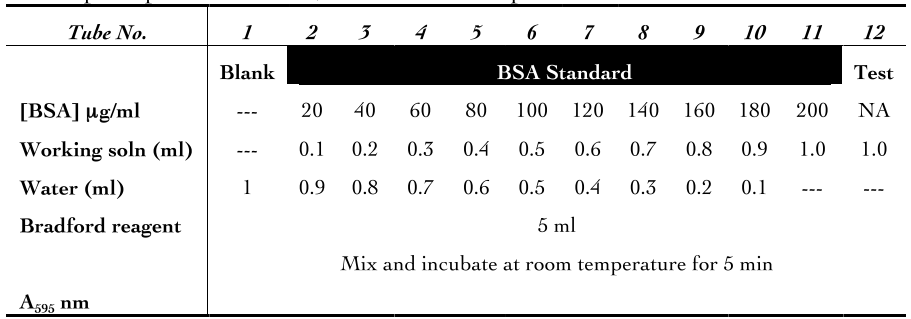 Tube No. 1 2 3 4 5 6 7 8 9 10 11 12
Blank BSA Standard Test
[BSA] µg/ml --- 20 40 60 80 100 120 140 160 180 200 NA
Working soln (ml) --- 0.1 0.2 0.3 0.4 0.5 0.6 0.7 0.8 0.9 1.0 1.0
Water (ml) 1 0.9 0.8 0.7 0.6 0.5 0.4 0.3 0.2 0.1 --- ---
Bradford reagent 5 ml
Mix and incubate at room temperature for 5 min
A595 nm